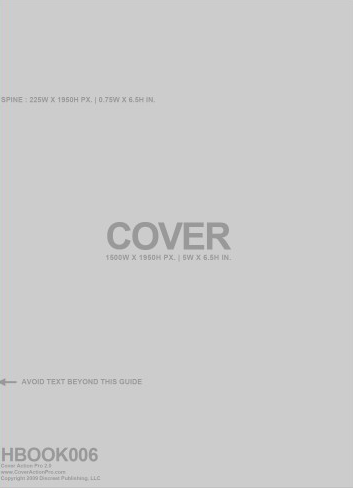 SPINE : 225W X 1950H PX. | 0.75W X 6.5H IN.
COVER
1500W X 1950H PX. | 5W X 6.5H IN.
AVOID TEXT BEYOND THIS GUIDE
HBOOK006
Cover Action Pro 2.0
www.CoverActionPro.com
Copyright 2009 Disonast Publishing, LLC